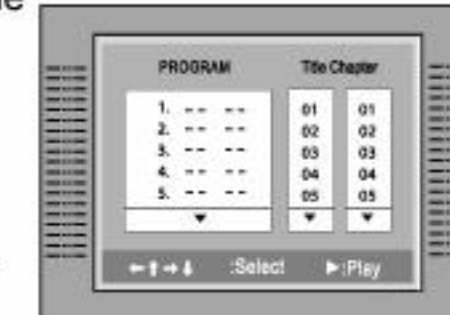 PROGRAM Title Chapter
1. -- -- 01 01
2. -- -- 02 02
3. -- -- 03 03
4. -- -- 04 04
5. -- -- 05 05
▼ ▼ ▼
←↑→↓ :Select ▶:Play